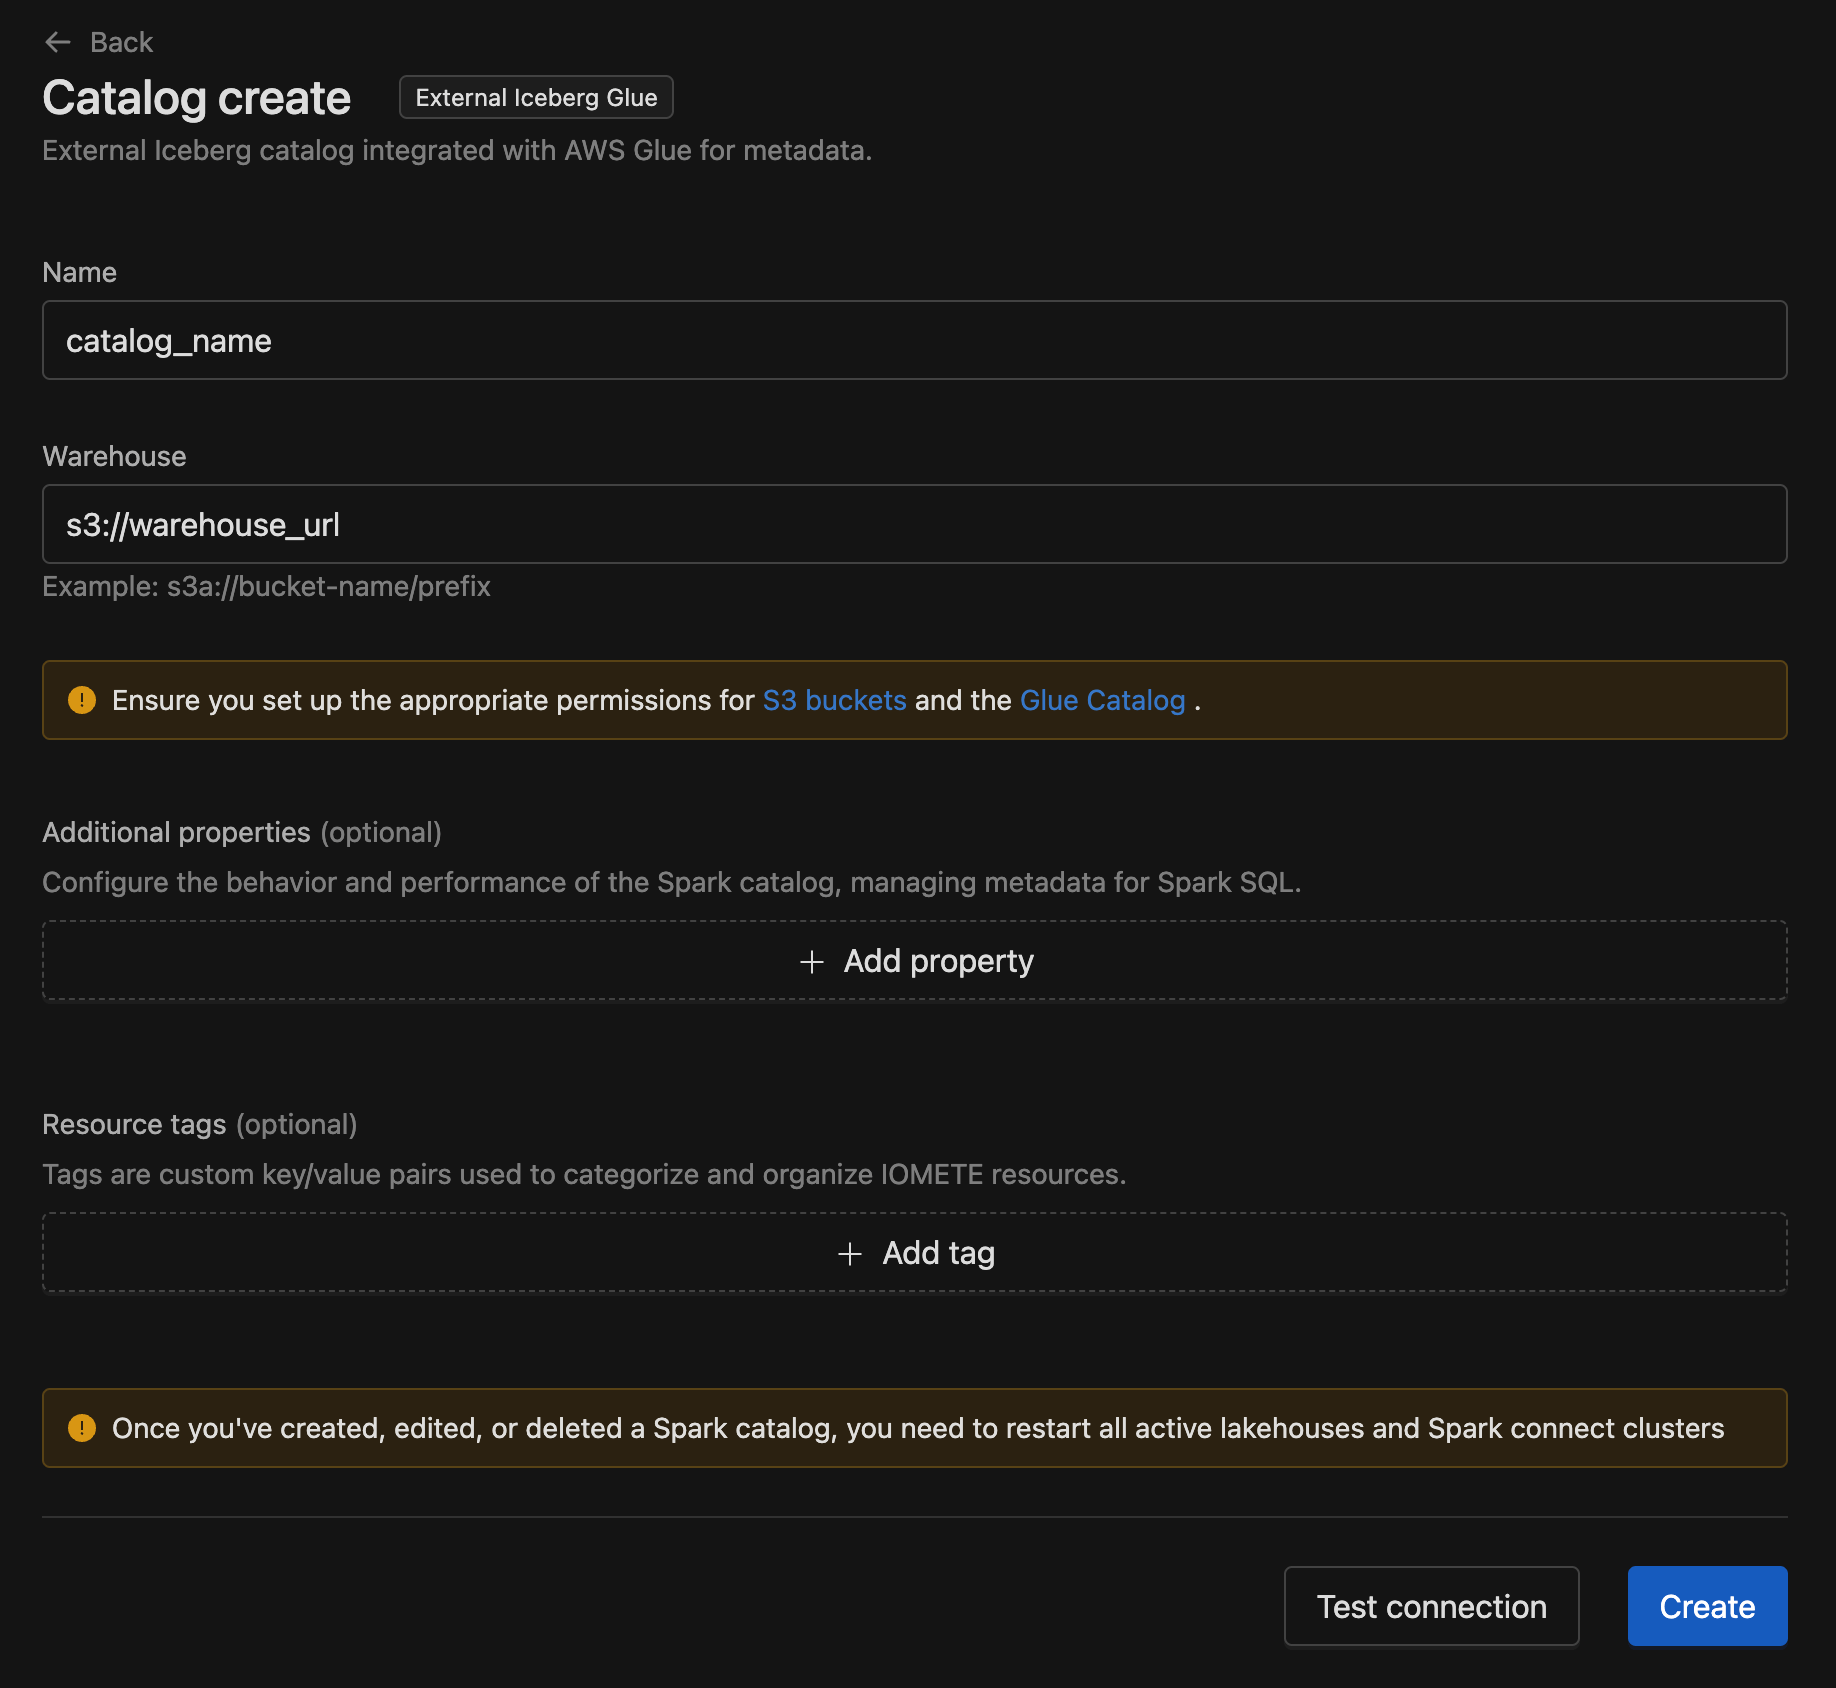 Back
Catalog create
External Iceberg Glue
External Iceberg catalog integrated with AWS Glue for metadata.
Name
catalog_name
Warehouse
s3://warehouse_url
Example: s3a://bucket-name/prefix
Ensure you set up the appropriate permissions for S3 buckets and the Glue Catalog .
Additional properties (optional)
Configure the behavior and performance of the Spark catalog, managing metadata for Spark SQL.
Add property
Resource tags (optional)
Tags are custom key/value pairs used to categorize and organize IOMETE resources.
Add tag
Once you've created, edited, or deleted a Spark catalog, you need to restart all active lakehouses and Spark connect clusters
Test connection
Create